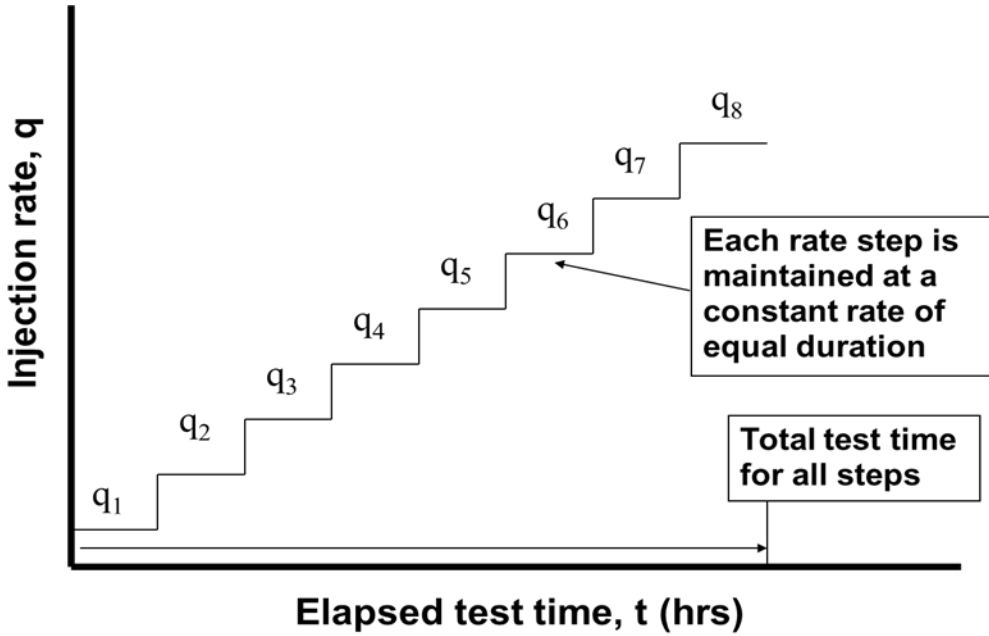 Injection rate, q
q₁
q₂
q₃
q₄
q₅
q₆
q₇
q₈
Each rate step is
maintained at a
constant rate of
equal duration
Total test time
for all steps
Elapsed test time, t (hrs)